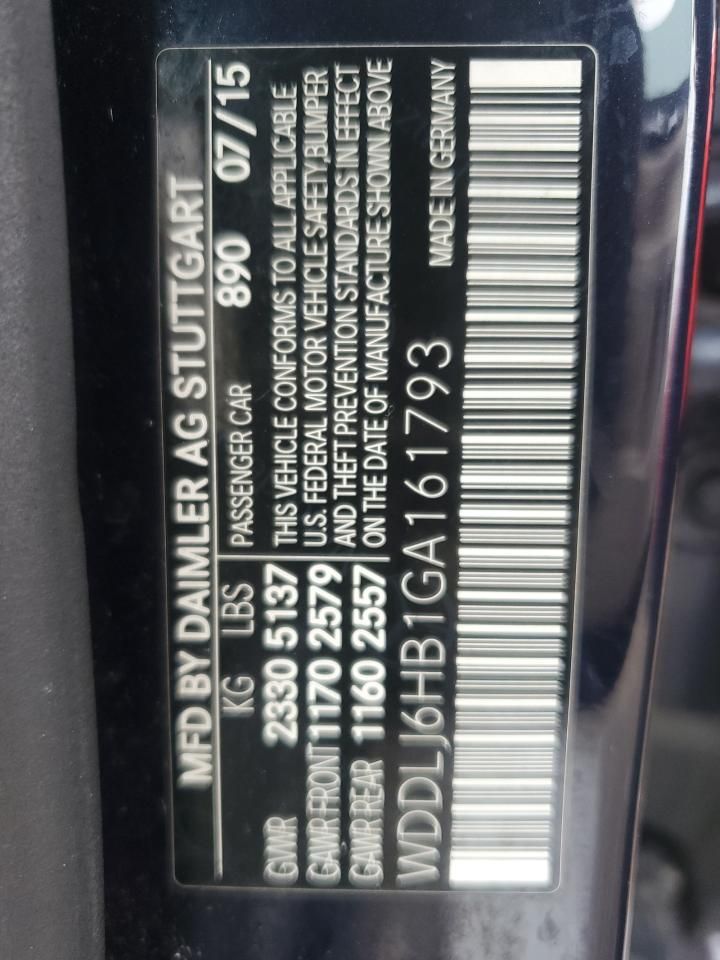 MFD BY DAIMLER AG STUTTGART
KG LBS PASSENGER CAR 890 07/15
GVWR 2330 5137 THIS VEHICLE CONFORMS TO ALL APPLICABLE
GAWR FRONT 1170 2579 U.S. FEDERAL MOTOR VEHICLE SAFETY,BUMPER
GAWR REAR 1160 2557 AND THEFT PREVENTION STANDARDS IN EFFECT
ON THE DATE OF MANUFACTURE SHOWN ABOVE
WDDLJ6HB1GA161793 MADE IN GERMANY